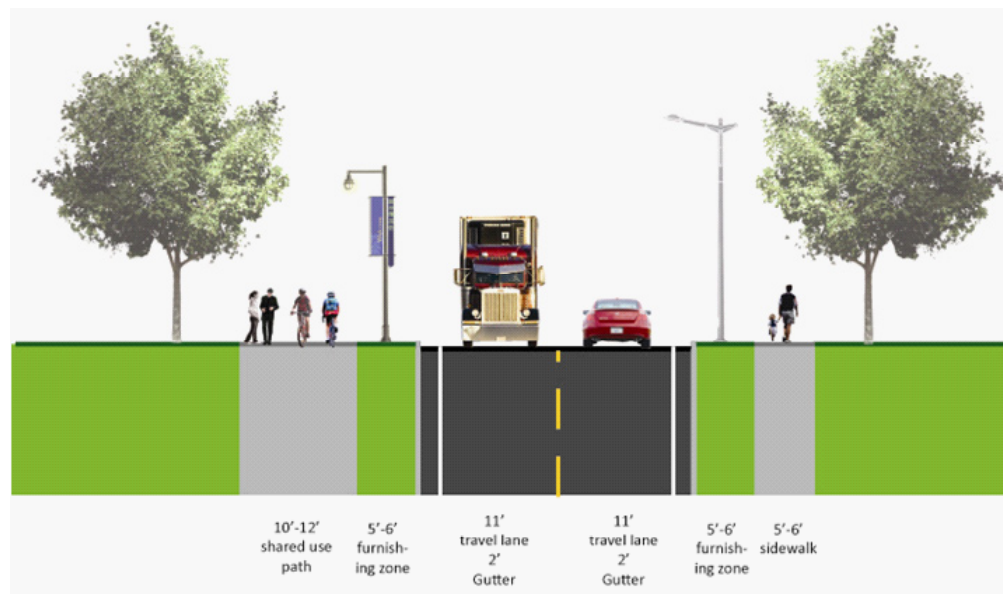 10'-12'
shared use
path
5'-6'
furnish-
ing zone
11'
travel lane
2'
Gutter
11'
travel lane
2'
Gutter
5'-6'
furnish-
ing zone
5'-6'
sidewalk